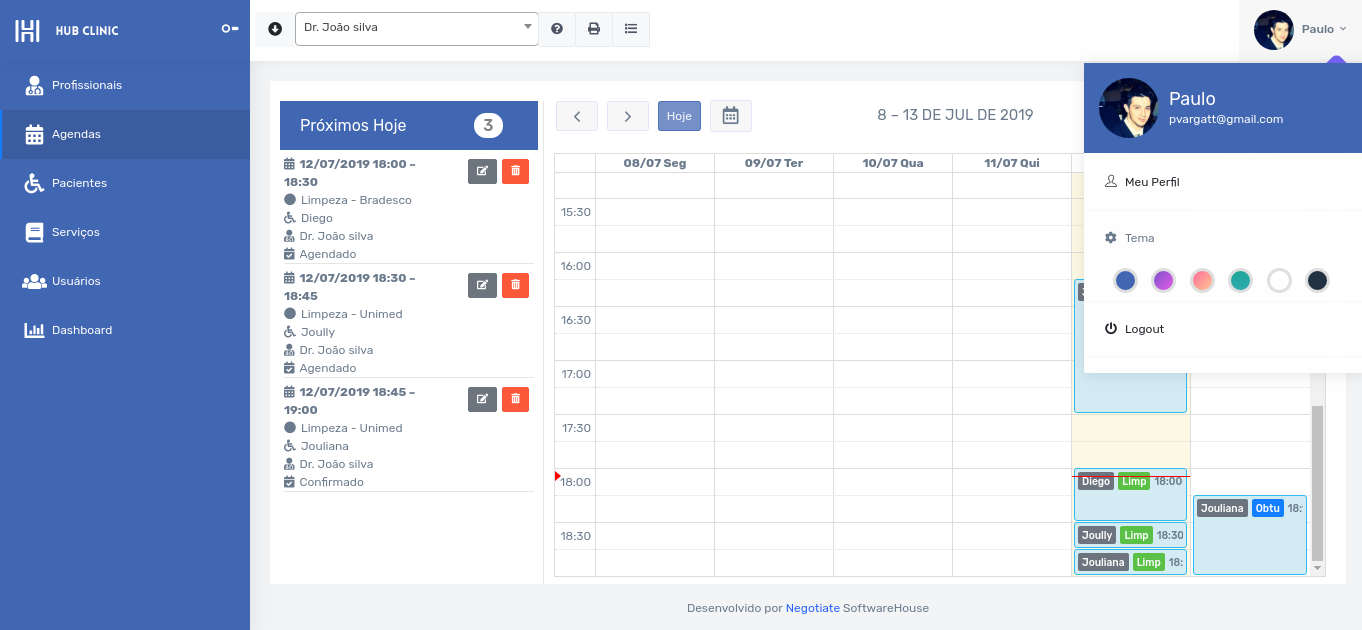 HUB CLINIC
Dr. João silva
Paulo
Profissionais
Agendas
Pacientes
Serviços
Usuários
Dashboard
Próximos Hoje 3
12/07/2019 18:00 –
18:30
Limpeza - Bradesco
Diego
Dr. João silva
Agendado
12/07/2019 18:30 –
18:45
Limpeza - Unimed
Joully
Dr. João silva
Agendado
12/07/2019 18:45 –
19:00
Limpeza - Unimed
Jouliana
Dr. João silva
Confirmado
Hoje
8 – 13 DE JUL DE 2019
08/07 Seg 09/07 Ter 10/07 Qua 11/07 Qui
15:30
16:00
16:30
17:00
17:30
18:00
18:30
Diego Limp 18:00
Joully Limp 18:30
Jouliana Limp 18:
Jouliana Obtu 18:
Paulo
pvargatt@gmail.com
Meu Perfil
Tema
Logout
Desenvolvido por Negotiate SoftwareHouse